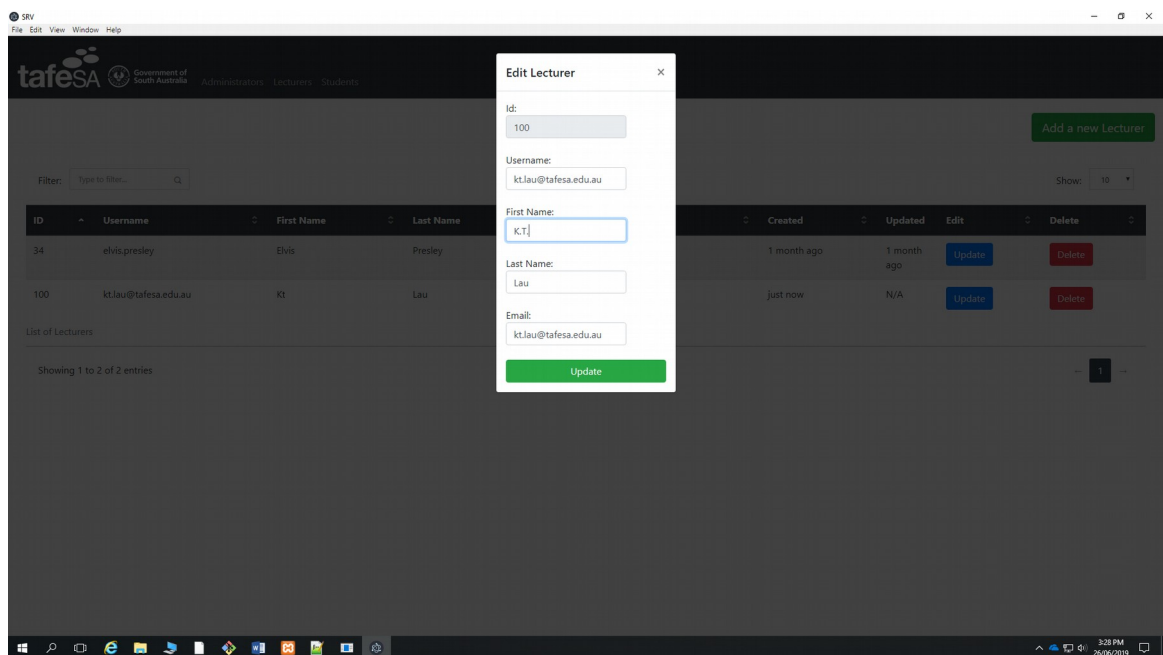 SRV
File Edit View Window Help
tafeSA Government of South Australia Administrators Lecturers Students
Edit Lecturer ×
Id:
100
Username:
kt.lau@tafesa.edu.au
First Name:
K.T.
Last Name:
Lau
Email:
kt.lau@tafesa.edu.au
Update
Add a new Lecturer
Filter: Type to filter... Show: 10
ID Username First Name Last Name Created Updated Edit Delete
34 elvis.presley Elvis Presley 1 month ago 1 month ago Update Delete
100 kt.lau@tafesa.edu.au Kt Lau just now N/A Update Delete
List of Lecturers
Showing 1 to 2 of 2 entries 1
3:28 PM
26/06/2019